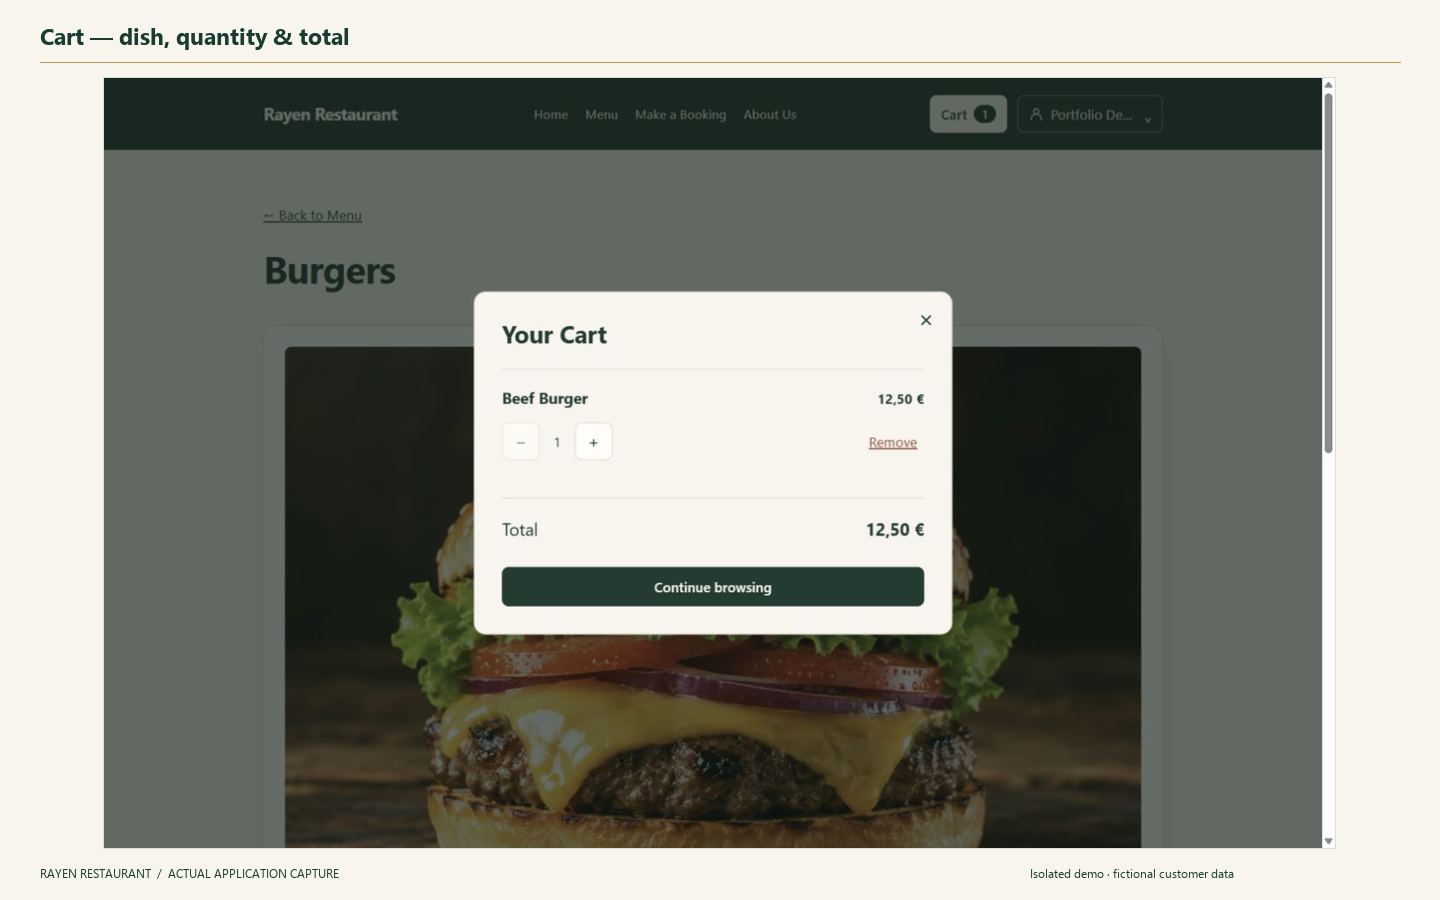 Cart — dish, quantity & total
Rayen Restaurant
Home
Menu
Make a Booking
About Us
Cart 1
Portfolio De...
← Back to Menu
Burgers
Your Cart
×
Beef Burger
12,50 €
− 1 +
Remove
Total
12,50 €
Continue browsing
RAYEN RESTAURANT / ACTUAL APPLICATION CAPTURE
Isolated demo · fictional customer data